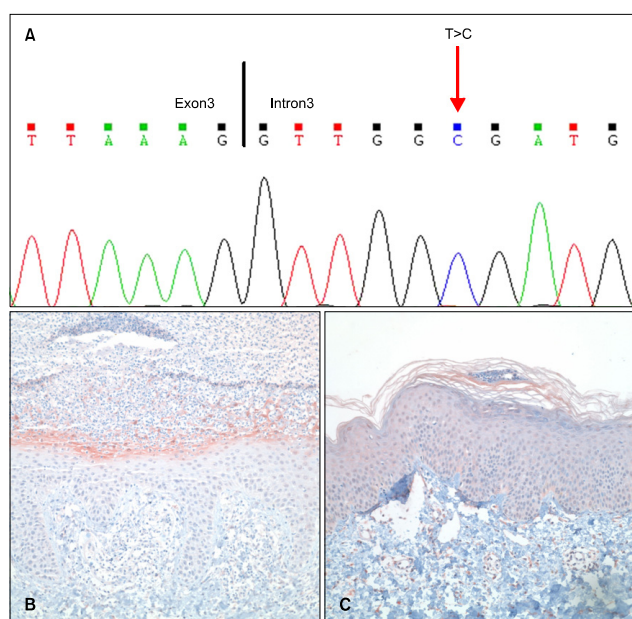 A
T>C
Exon3 Intron3
T T A A A G G T T G G C G A T G
B
C